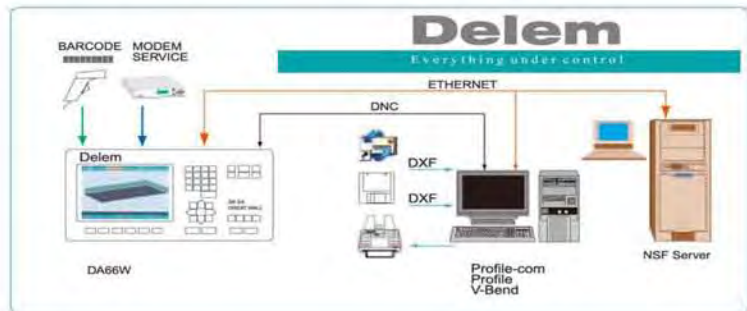 Delem
Everything under control
BARCODE
MODEM
SERVICE
ETHERNET
DNC
DXF
DXF
Delem
DA66W
Profile-com
Profile
V-Bend
NSF Server